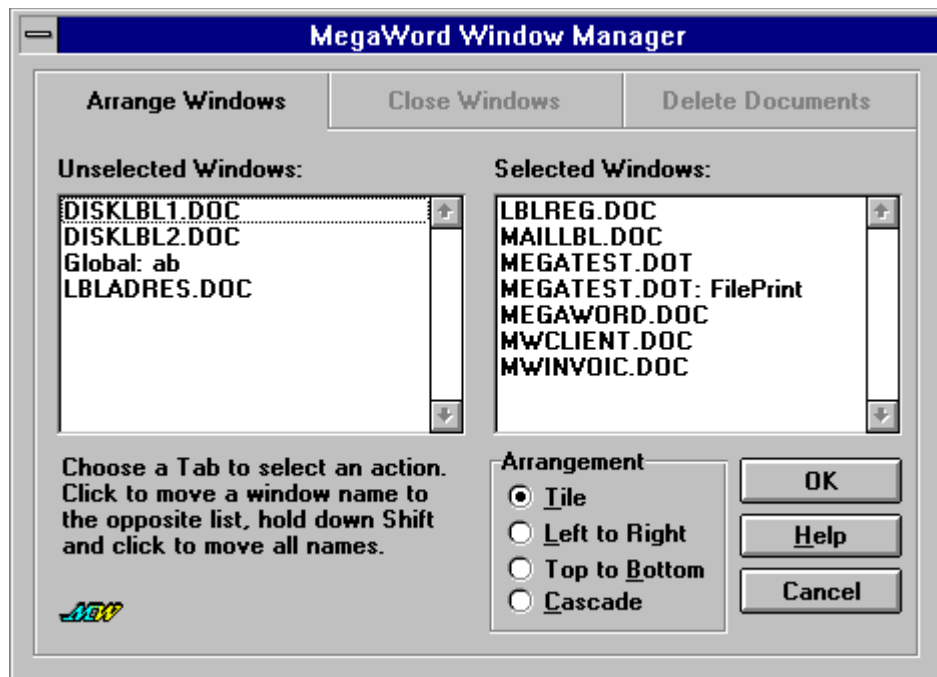 MegaWord Window Manager
Arrange Windows
Close Windows
Delete Documents
Unselected Windows:
DISKLBL1.DOC
DISKLBL2.DOC
Global: ab
LBLADRES.DOC
Selected Windows:
LBLREG.DOC
MAILLBL.DOC
MEGATEST.DOT
MEGATEST.DOT: FilePrint
MEGAWORD.DOC
MWCLIENT.DOC
MWINVOIC.DOC
Choose a Tab to select an action.
Click to move a window name to
the opposite list, hold down Shift
and click to move all names.
MW
Arrangement
Tile
Left to Right
Top to Bottom
Cascade
OK
Help
Cancel